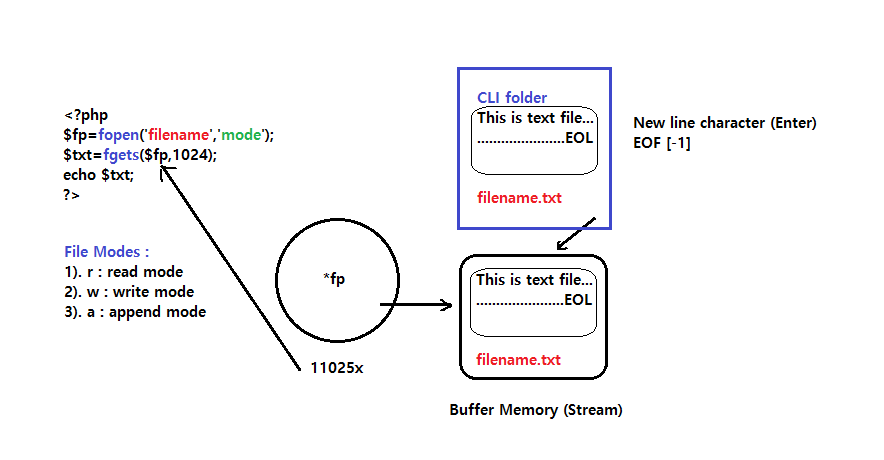 <?php
$fp=fopen('filename','mode');
$txt=fgets($fp,1024);
echo $txt;
?>
File Modes :
1). r : read mode
2). w : write mode
3). a : append mode
*fp
11025x
CLI folder
This is text file...
......................EOL
filename.txt
New line character (Enter)
EOF [-1]
This is text file...
......................EOL
filename.txt
Buffer Memory (Stream)